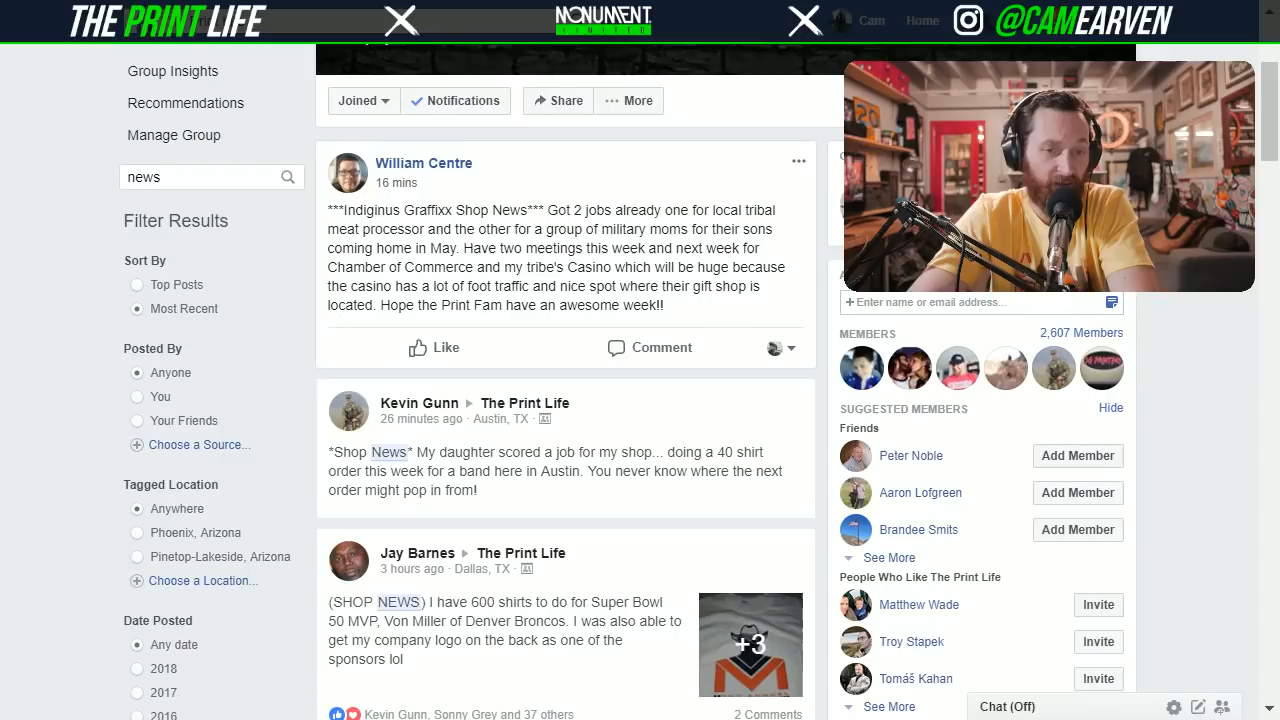 THE PRINT LIFE
MONUMENT
LIMITED
@CAMEARVEN
Cam
Home
Group Insights
Recommendations
Manage Group
news
Filter Results
Sort By
Top Posts
Most Recent
Posted By
Anyone
You
Your Friends
Choose a Source...
Tagged Location
Anywhere
Phoenix, Arizona
Pinetop-Lakeside, Arizona
Choose a Location...
Date Posted
Any date
2018
2017
2016
Joined
Notifications
Share
More
William Centre
16 mins
***Indiginus Graffixx Shop News*** Got 2 jobs already one for local tribal
meat processor and the other for a group of military moms for their sons
coming home in May. Have two meetings this week and next week for
Chamber of Commerce and my tribe's Casino which will be huge because
the casino has a lot of foot traffic and nice spot where their gift shop is
located. Hope the Print Fam have an awesome week!!
Like
Comment
Kevin Gunn ▶ The Print Life
26 minutes ago · Austin, TX ·
*Shop News* My daughter scored a job for my shop... doing a 40 shirt
order this week for a band here in Austin. You never know where the next
order might pop in from!
Jay Barnes ▶ The Print Life
3 hours ago · Dallas, TX ·
(SHOP NEWS) I have 600 shirts to do for Super Bowl
50 MVP, Von Miller of Denver Broncos. I was also able to
get my company logo on the back as one of the
sponsors lol
+3
Kevin Gunn, Sonny Grey and 37 others
2 Comments
+ Enter name or email address...
MEMBERS
2,607 Members
SUGGESTED MEMBERS
Hide
Friends
Peter Noble
Add Member
Aaron Lofgreen
Add Member
Brandee Smits
Add Member
See More
People Who Like The Print Life
Matthew Wade
Invite
Troy Stapek
Invite
Tomáš Kahan
Invite
See More
Chat (Off)